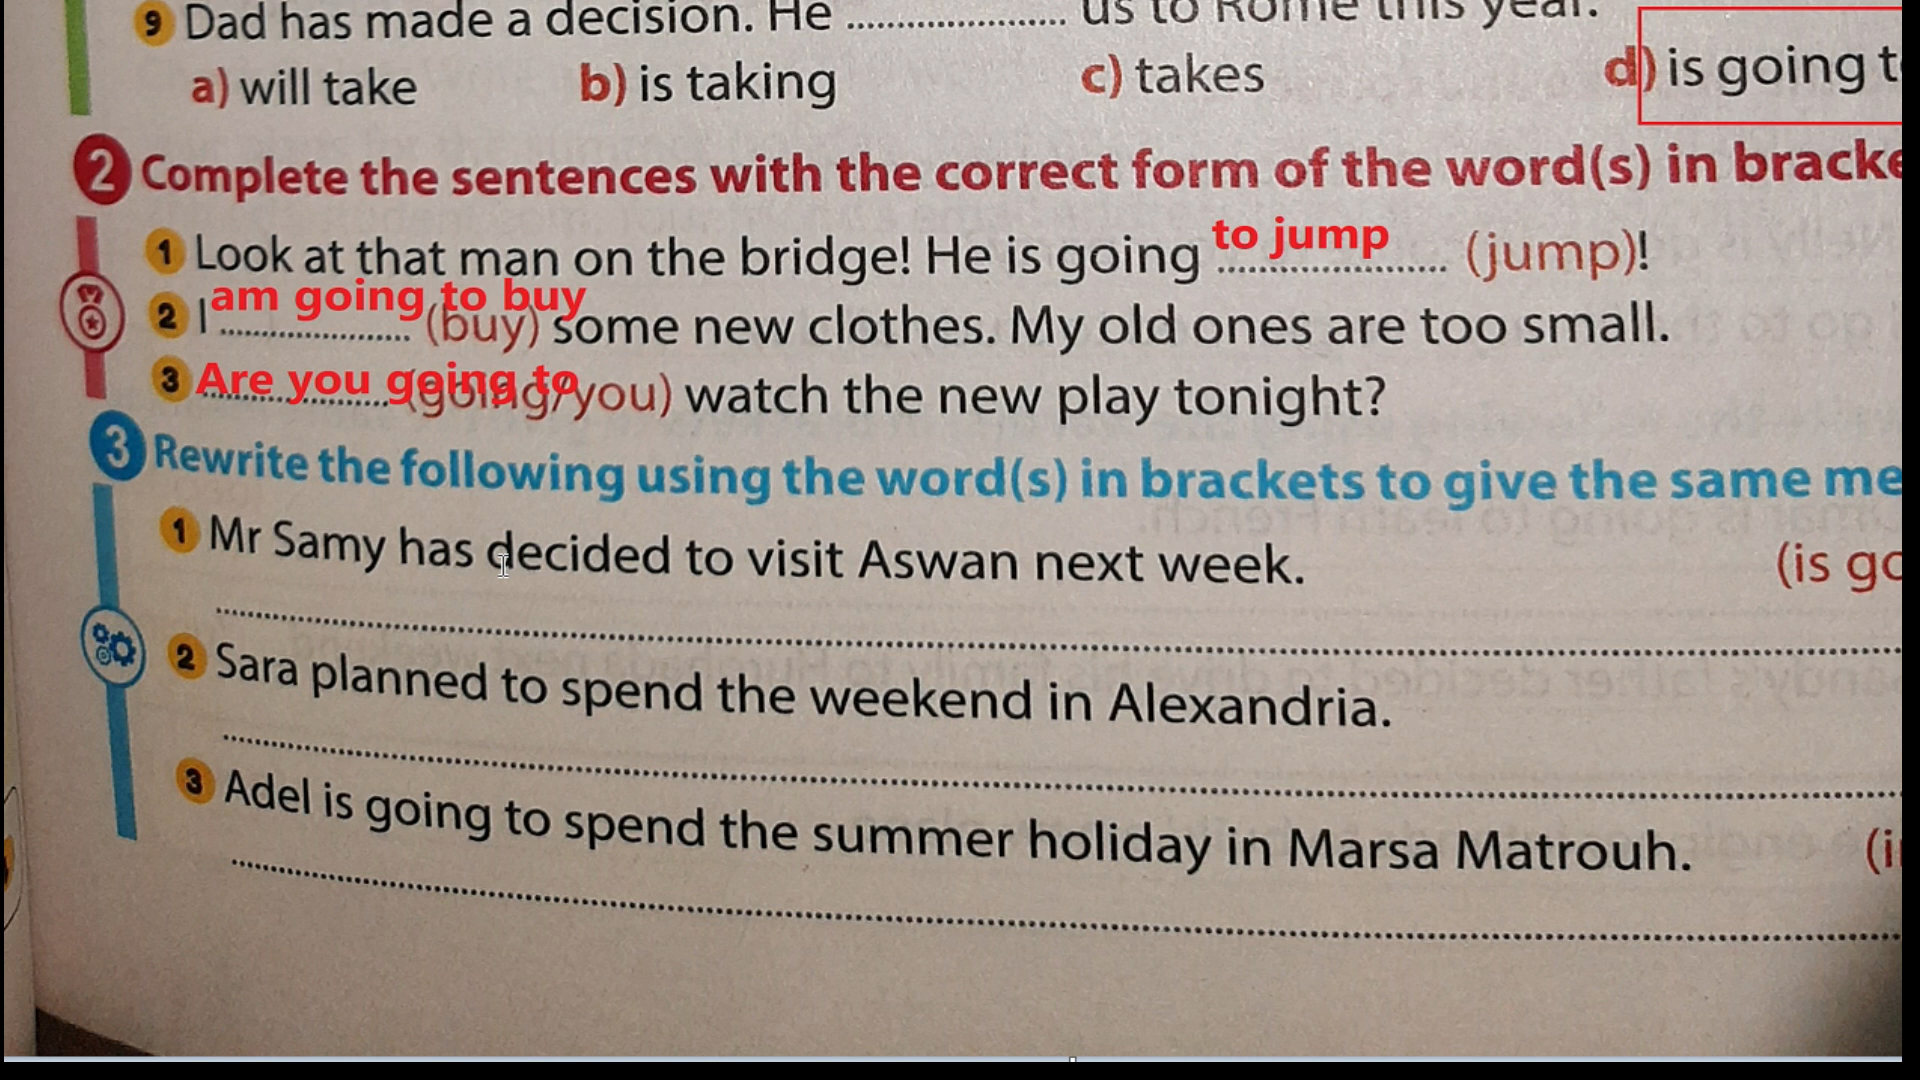 9 Dad has made a decision. He ..................... us to Rome this year.
a) will take b) is taking c) takes d) is going t
2 Complete the sentences with the correct form of the word(s) in bracke
to jump
1 Look at that man on the bridge! He is going ..................... (jump)!
am going to buy
2 I .................. (buy) some new clothes. My old ones are too small.
Are you going to
3 .................. (going/you) watch the new play tonight?
3 Rewrite the following using the word(s) in brackets to give the same me
1 Mr Samy has decided to visit Aswan next week. (is go
2 Sara planned to spend the weekend in Alexandria.
3 Adel is going to spend the summer holiday in Marsa Matrouh. (i